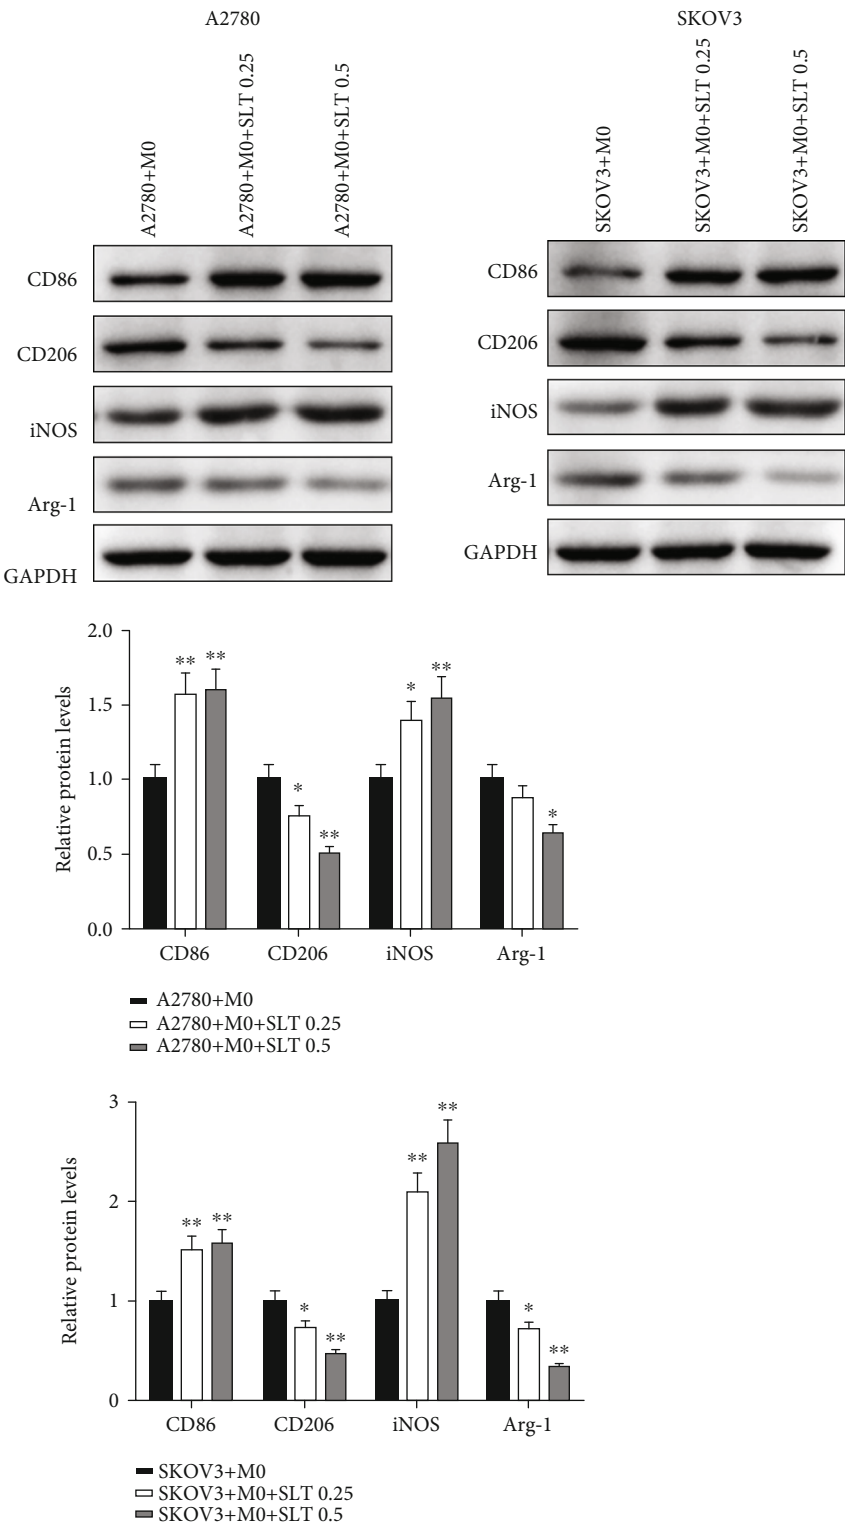 A2780
A2780+M0
A2780+M0+SLT 0.25
A2780+M0+SLT 0.5
CD86
CD206
iNOS
Arg-1
GAPDH
SKOV3
SKOV3+M0
SKOV3+M0+SLT 0.25
SKOV3+M0+SLT 0.5
CD86
CD206
iNOS
Arg-1
GAPDH
Relative protein levels
2.0
1.5
1.0
0.5
0.0
** **
* **
* **
*
CD86 CD206 iNOS Arg-1
A2780+M0
A2780+M0+SLT 0.25
A2780+M0+SLT 0.5
Relative protein levels
3
2
1
0
** **
* **
** **
* **
CD86 CD206 iNOS Arg-1
SKOV3+M0
SKOV3+M0+SLT 0.25
SKOV3+M0+SLT 0.5